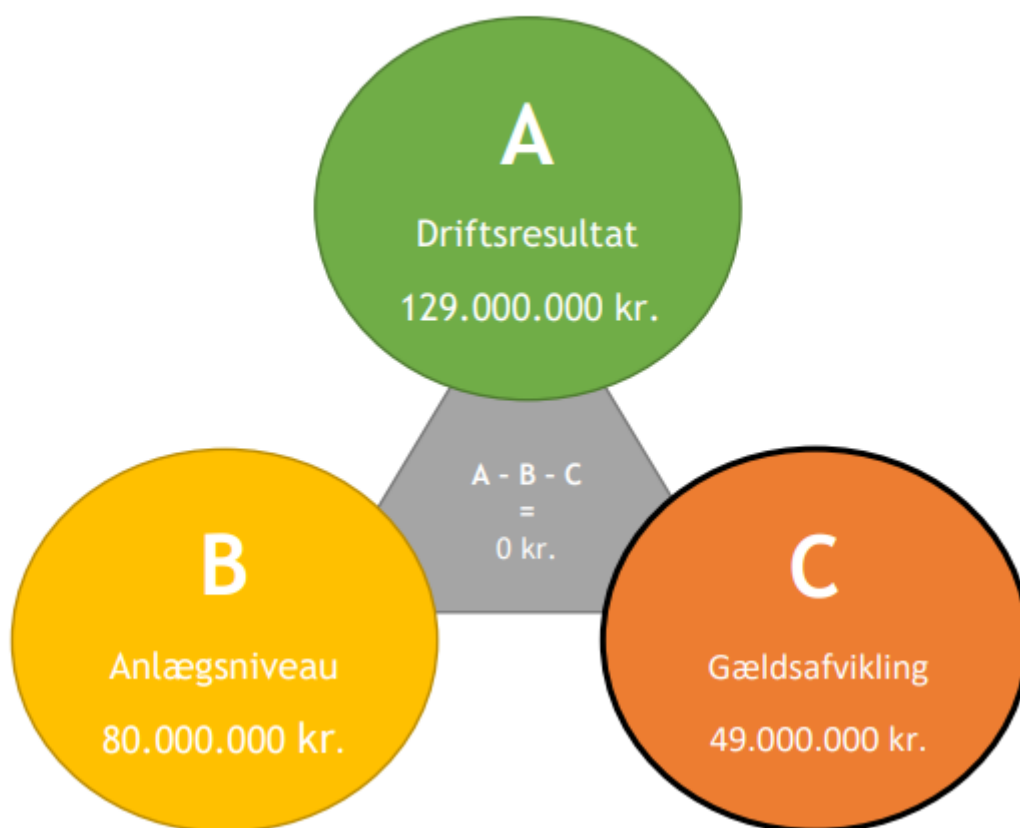 A
Driftsresultat
129.000.000 kr.
A - B - C
=
0 kr.
B
Anlægsniveau
80.000.000 kr.
C
Gældsafvikling
49.000.000 kr.